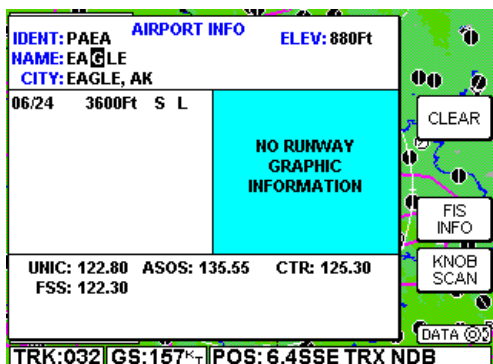 AIRPORT INFO
IDENT: PAEA ELEV: 880Ft
NAME: EAGLE
CITY: EAGLE, AK
06/24 3600Ft S L
NO RUNWAY
GRAPHIC
INFORMATION
UNIC: 122.80 ASOS: 135.55 CTR: 125.30
FSS: 122.30
CLEAR
FIS
INFO
KNOB
SCAN
DATA
TRK:032 GS:157KT POS: 6.4SSE TRX NDB